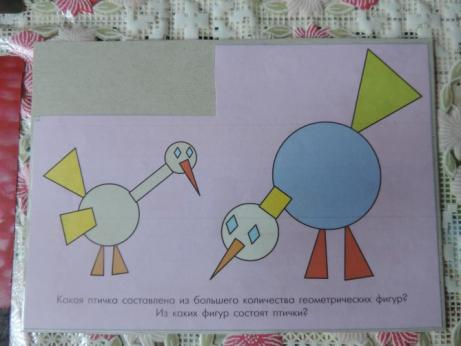 Какая птичка составлена из большего количества геометрических фигур?
Из каких фигур состоят птички?